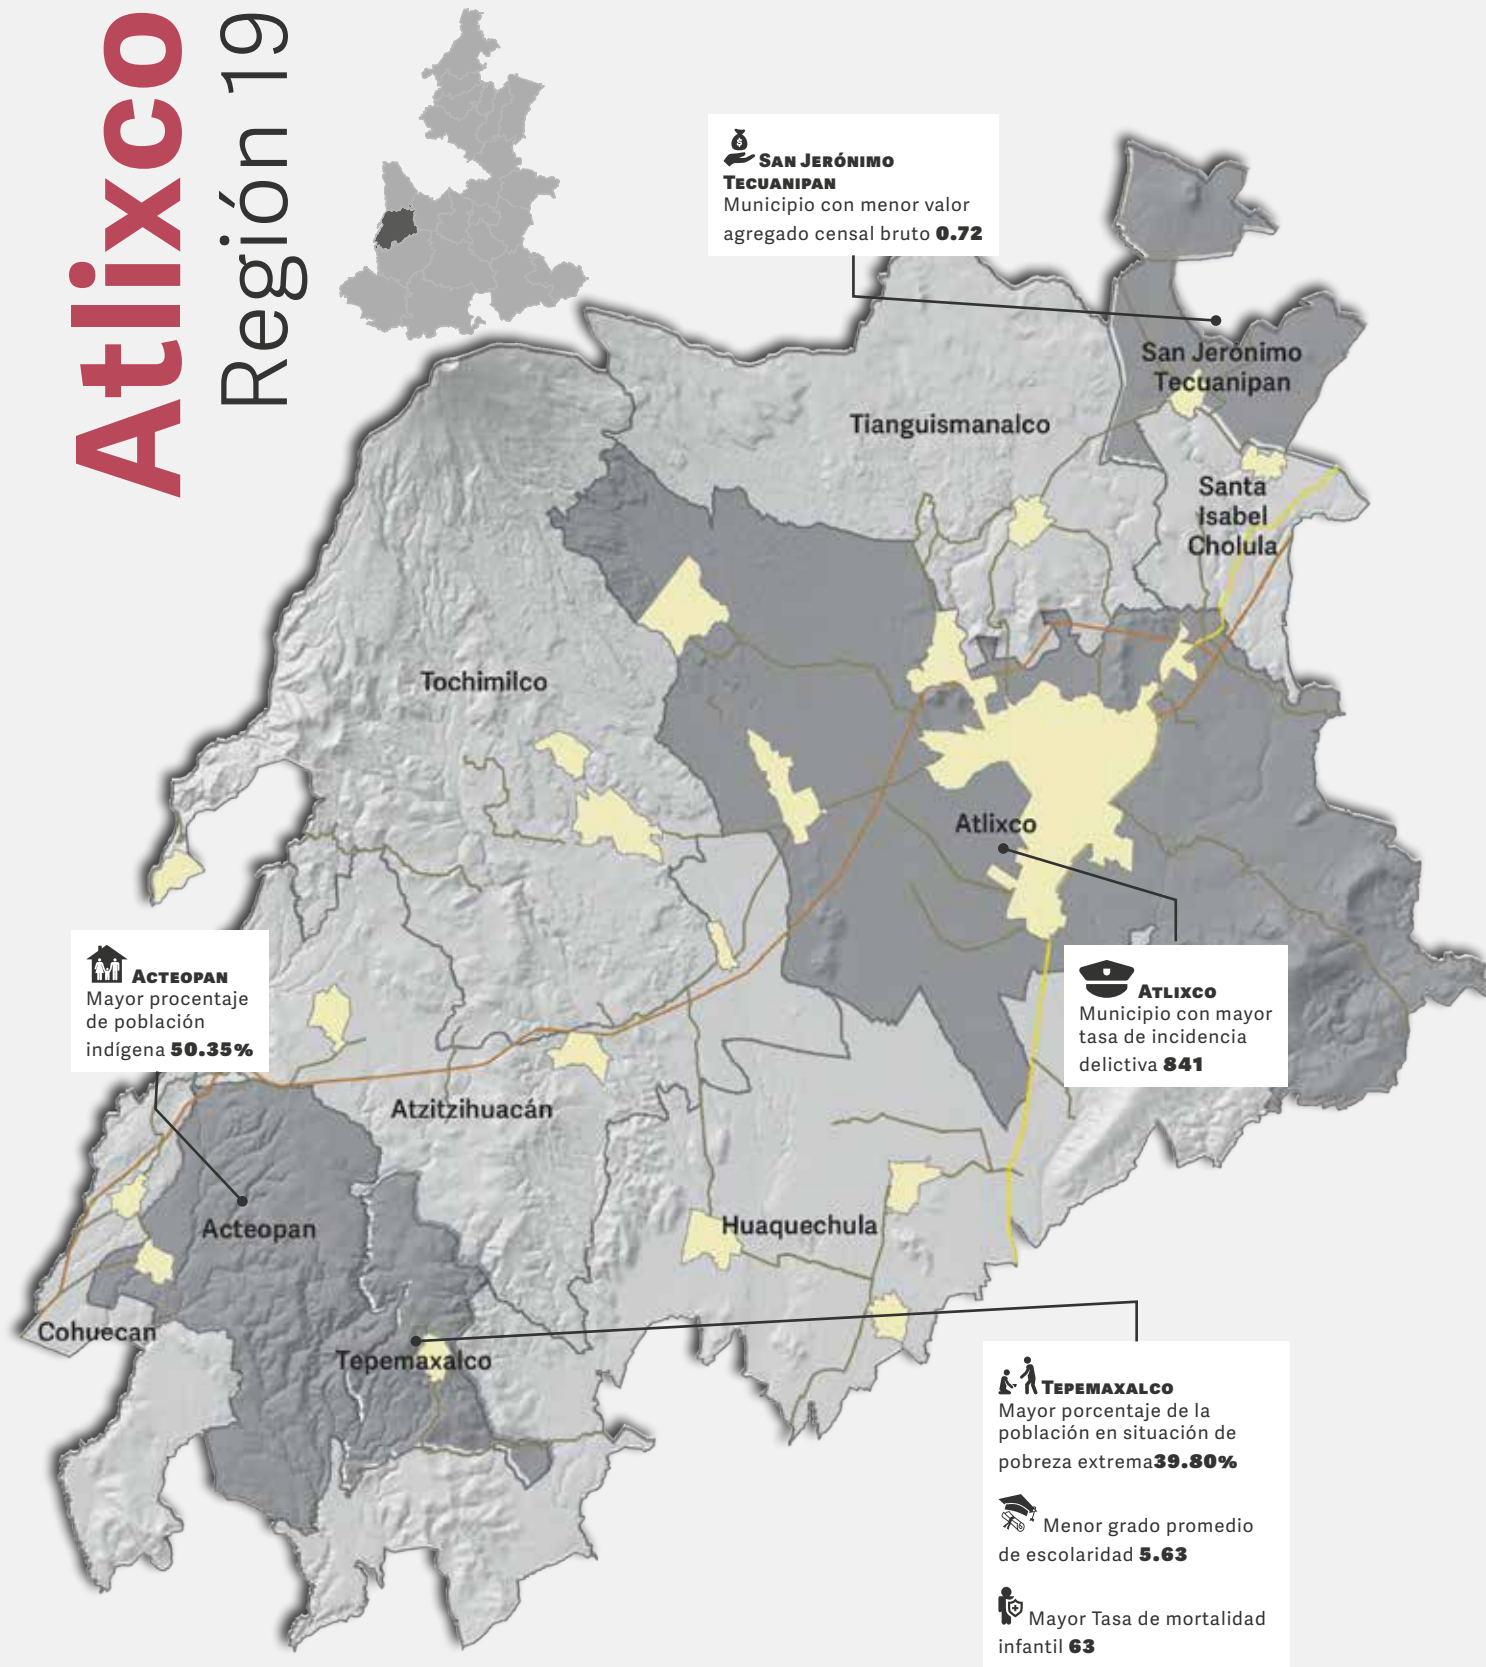 Atlixco
Región 19
SAN JERÓNIMO
TECUANIPAN
Municipio con menor valor
agregado censal bruto 0.72
San Jerónimo
Tecuanipan
Tianguismanalco
Santa
Isabel
Cholula
Tochimilco
Atlixco
ACTEOPAN
Mayor procentaje
de población
indígena 50.35%
ATLIXCO
Municipio con mayor
tasa de incidencia
delictiva 841
Atzitzihuacán
Acteopan
Huaquechula
Cohuecan
Tepemaxalco
TEPEMAXALCO
Mayor porcentaje de la
población en situación de
pobreza extrema39.80%
Menor grado promedio
de escolaridad 5.63
Mayor Tasa de mortalidad
infantil 63